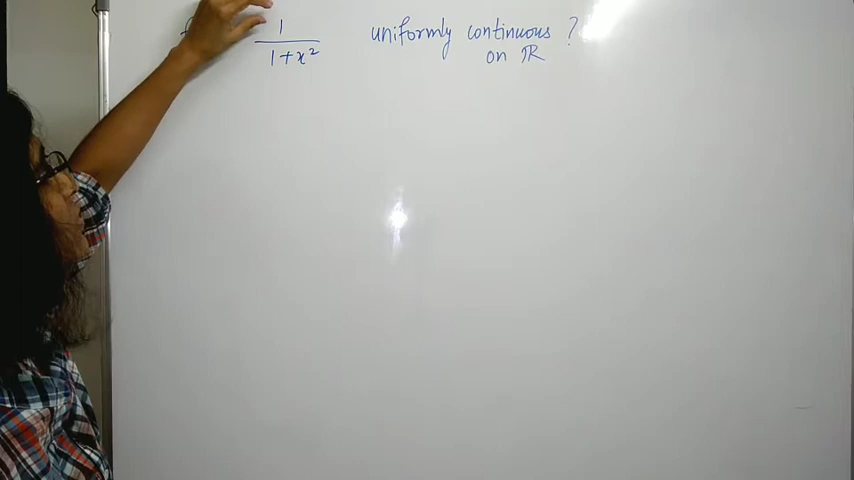 1 uniformly continuous ?
1+x² on ℝ